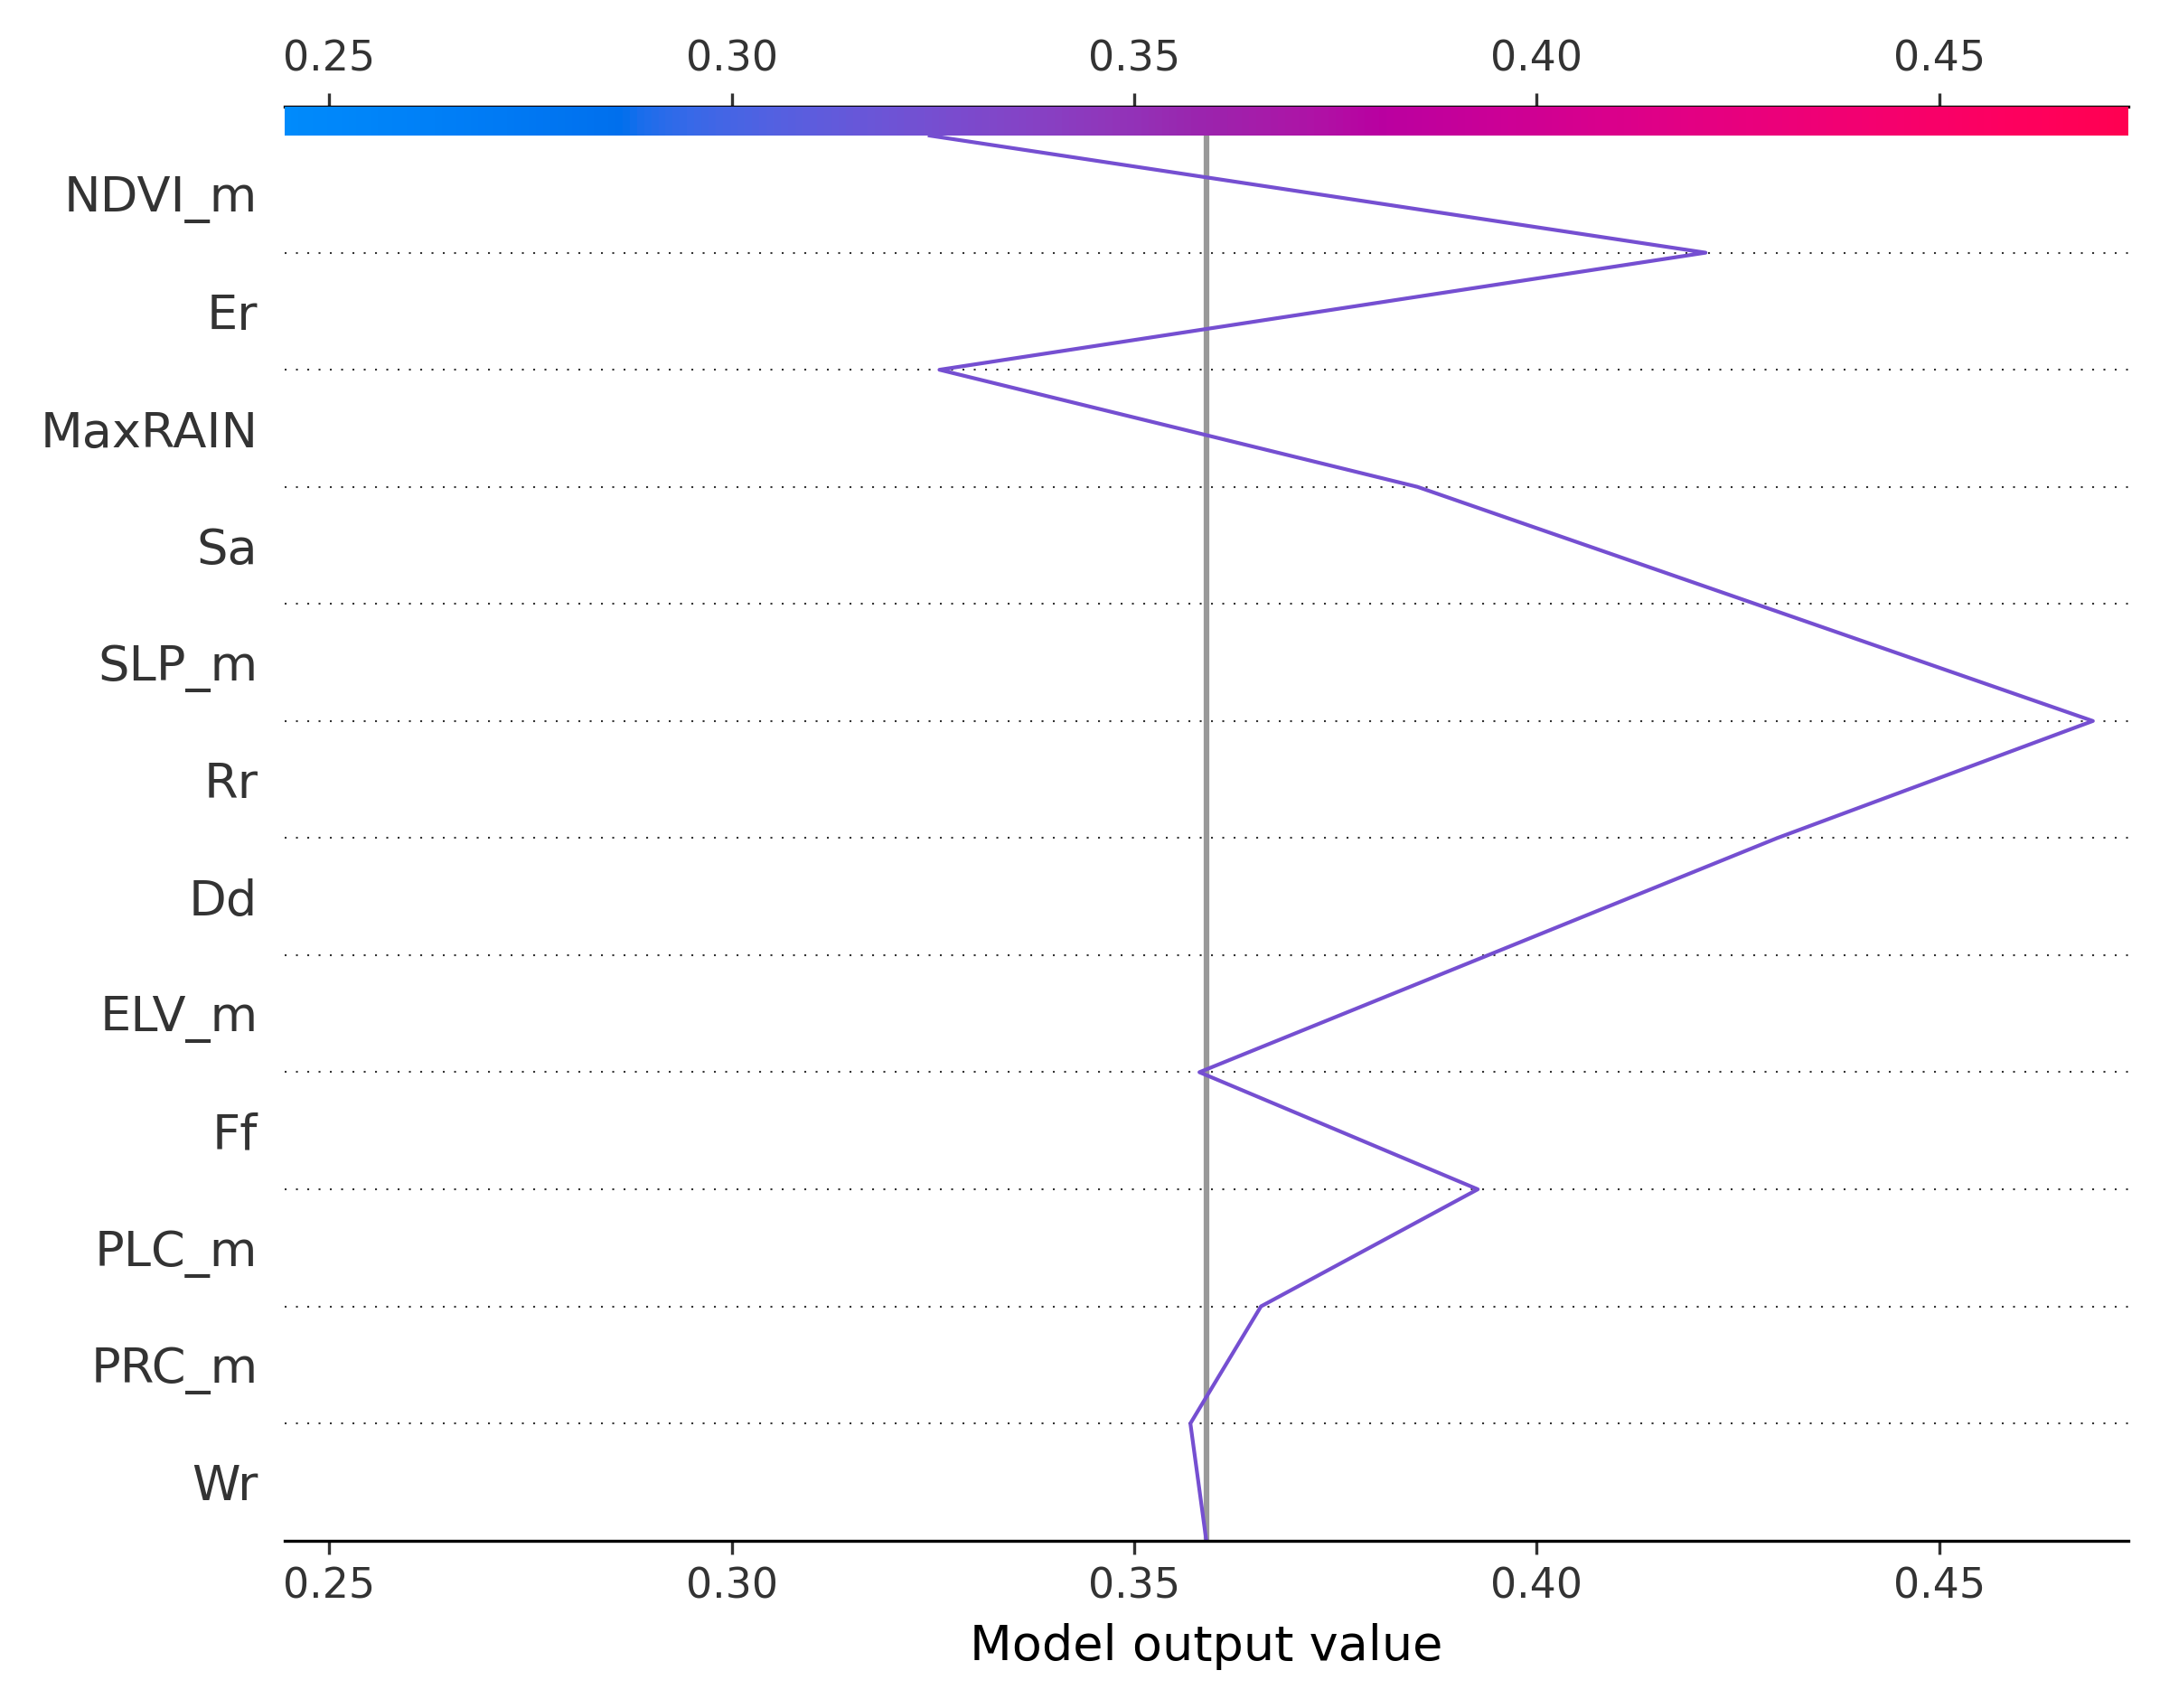 0.25 0.30 0.35 0.40 0.45
NDVI_m
Er
MaxRAIN
Sa
SLP_m
Rr
Dd
ELV_m
Ff
PLC_m
PRC_m
Wr
0.25 0.30 0.35 0.40 0.45
Model output value